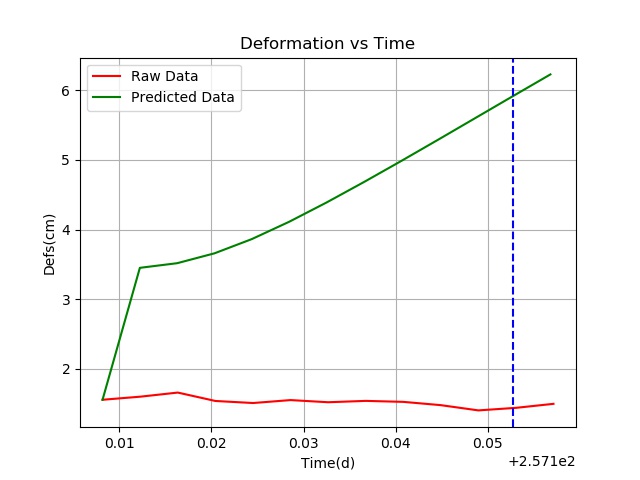 Deformation vs Time
Raw Data
Predicted Data
6
5
4
3
2
Defs(cm)
0.01 0.02 0.03 0.04 0.05
Time(d)
+2.571e2